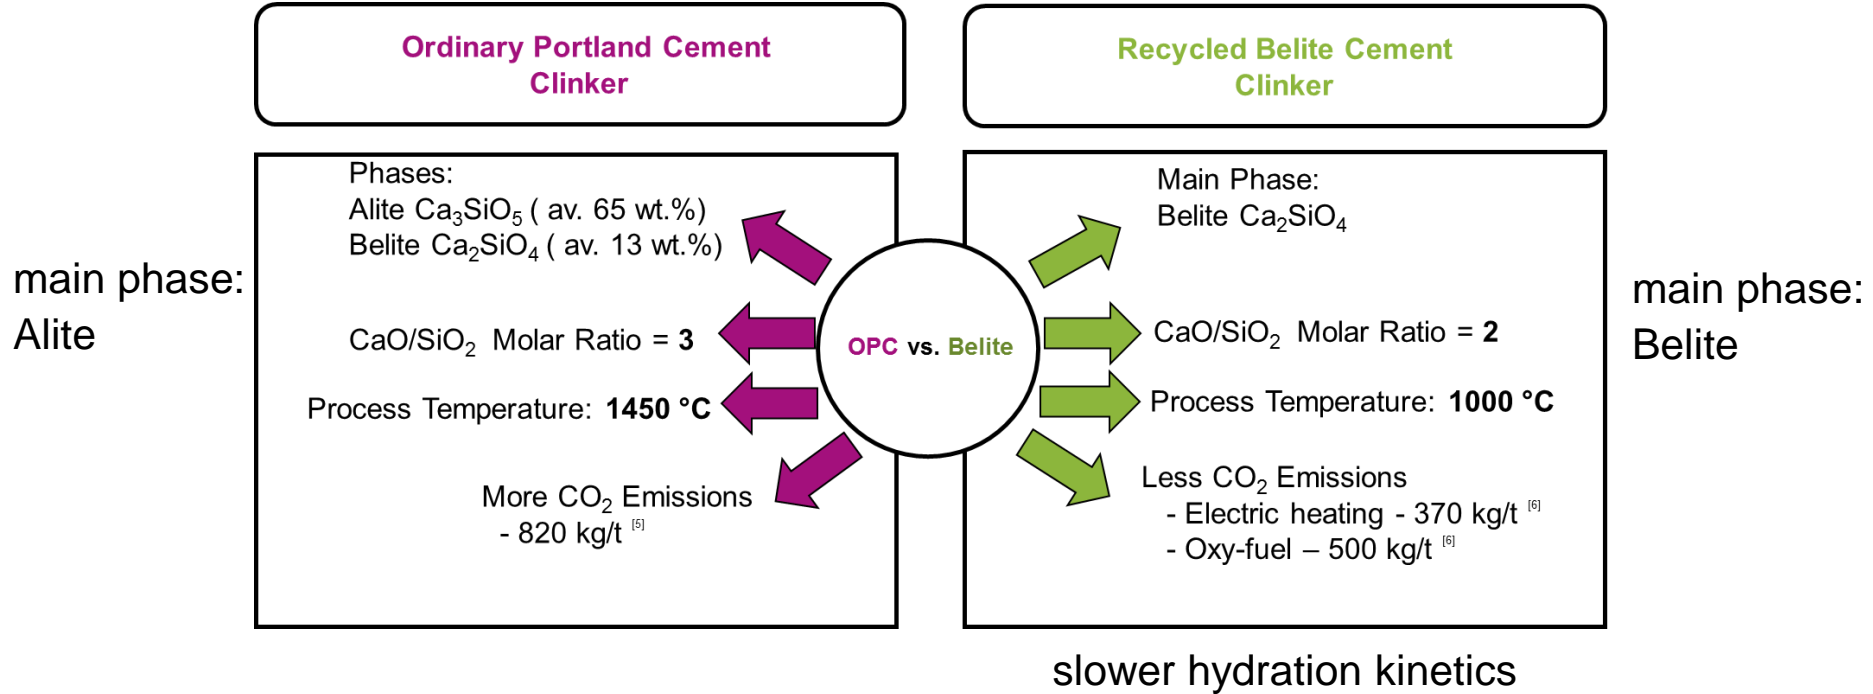 Ordinary Portland Cement
Clinker
Recycled Belite Cement
Clinker
main phase:
Alite
Phases:
Alite Ca₃SiO₅ ( av. 65 wt.%)
Belite Ca₂SiO₄ ( av. 13 wt.%)
CaO/SiO₂ Molar Ratio = 3
Process Temperature: 1450 °C
More CO₂ Emissions
- 820 kg/t [5]
OPC vs. Belite
Main Phase:
Belite Ca₂SiO₄
CaO/SiO₂ Molar Ratio = 2
Process Temperature: 1000 °C
Less CO₂ Emissions
- Electric heating - 370 kg/t [6]
- Oxy-fuel – 500 kg/t [6]
main phase:
Belite
slower hydration kinetics